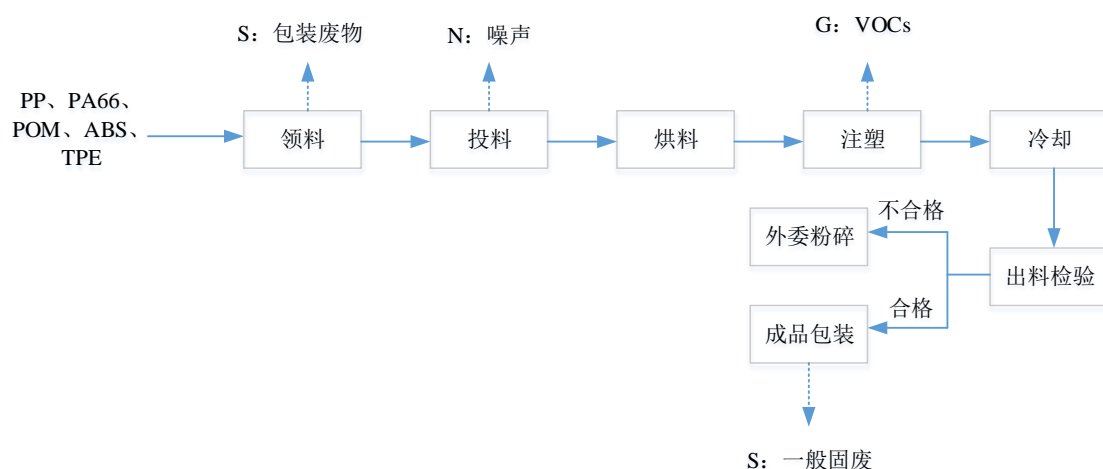 S：包装废物
N：噪声
G：VOCs
PP、PA66、
POM、ABS、
TPE
领料
投料
烘料
注塑
冷却
不合格
外委粉碎
出料检验
合格
成品包装
S：一般固废